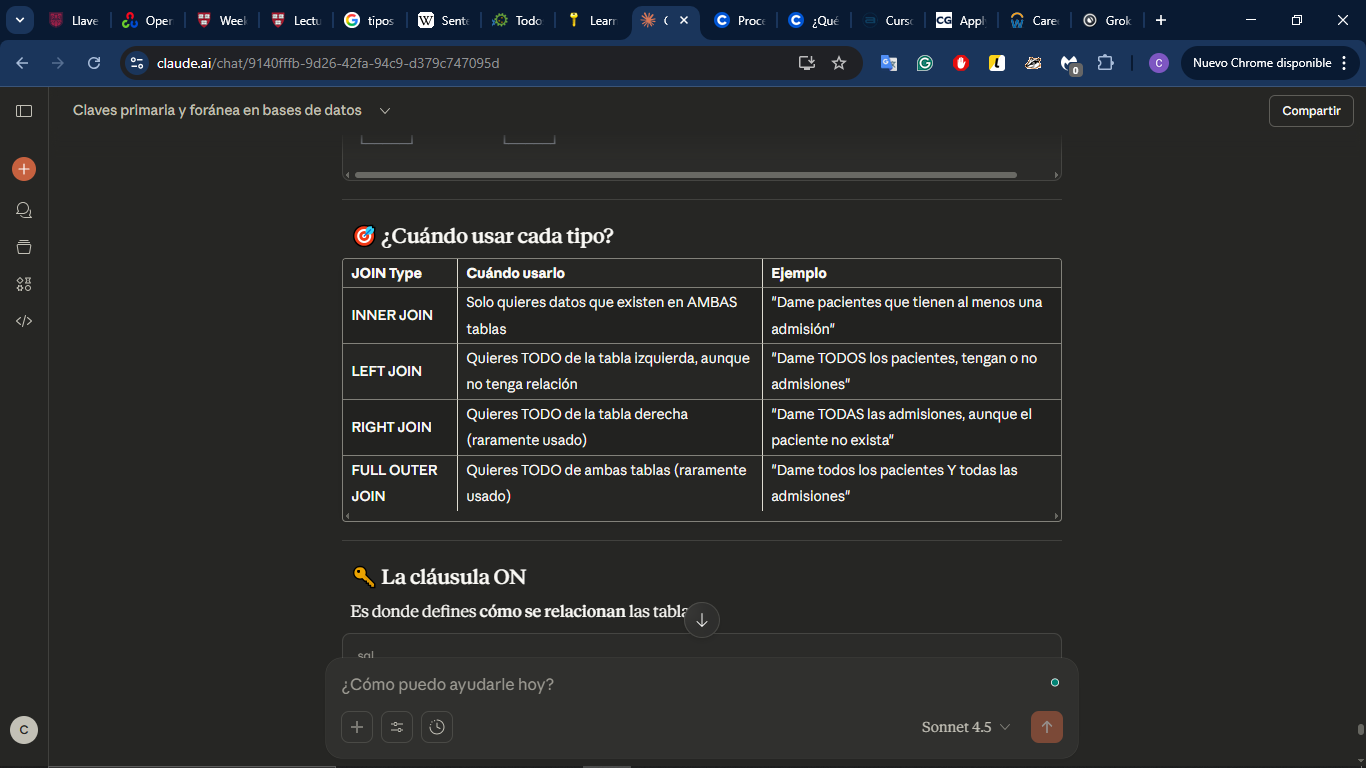 Llave
Oper
Week
Lectu
tipos
Sente
Todo
Learn
Proce
¿Qué
Curso
Appl
Care
Grok
claude.ai/chat/9140fffb-9d26-42fa-94c9-d379c747095d
0
C
Nuevo Chrome disponible
Claves primaria y foránea en bases de datos
Compartir
🎯 ¿Cuándo usar cada tipo?
JOIN Type Cuándo usarlo Ejemplo
INNER JOIN
Solo quieres datos que existen en AMBAS
tablas
"Dame pacientes que tienen al menos una
admisión"
LEFT JOIN
Quieres TODO de la tabla izquierda, aunque
no tenga relación
"Dame TODOS los pacientes, tengan o no
admisiones"
RIGHT JOIN
Quieres TODO de la tabla derecha
(raramente usado)
"Dame TODAS las admisiones, aunque el
paciente no exista"
FULL OUTER
JOIN
Quieres TODO de ambas tablas (raramente
usado)
"Dame todos los pacientes Y todas las
admisiones"
🔑 La cláusula ON
Es donde defines cómo se relacionan las tabla
sql
¿Cómo puedo ayudarle hoy?
Sonnet 4.5
C